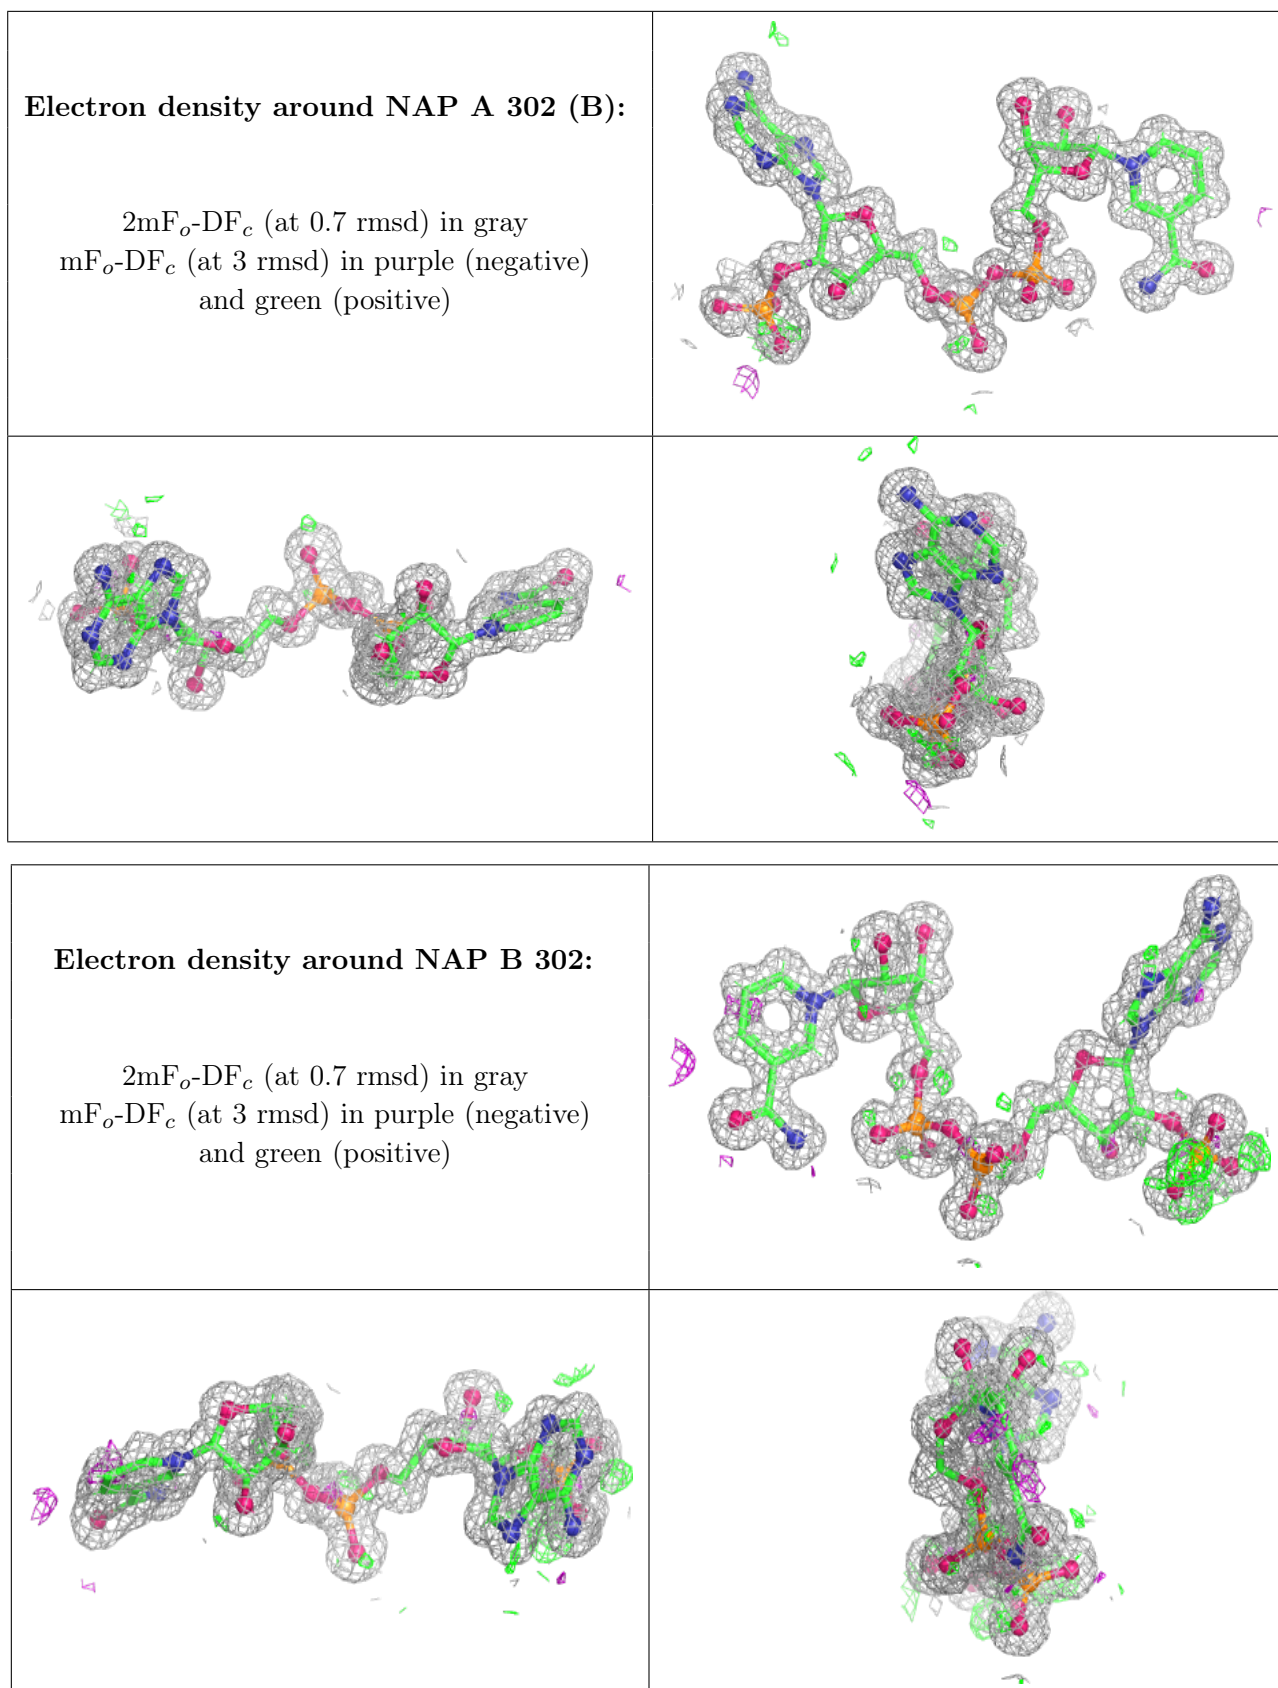 Electron density around NAP A 302 (B):
2mFo-DFc (at 0.7 rmsd) in gray
mFo-DFc (at 3 rmsd) in purple (negative)
and green (positive)
Electron density around NAP B 302:
2mFo-DFc (at 0.7 rmsd) in gray
mFo-DFc (at 3 rmsd) in purple (negative)
and green (positive)